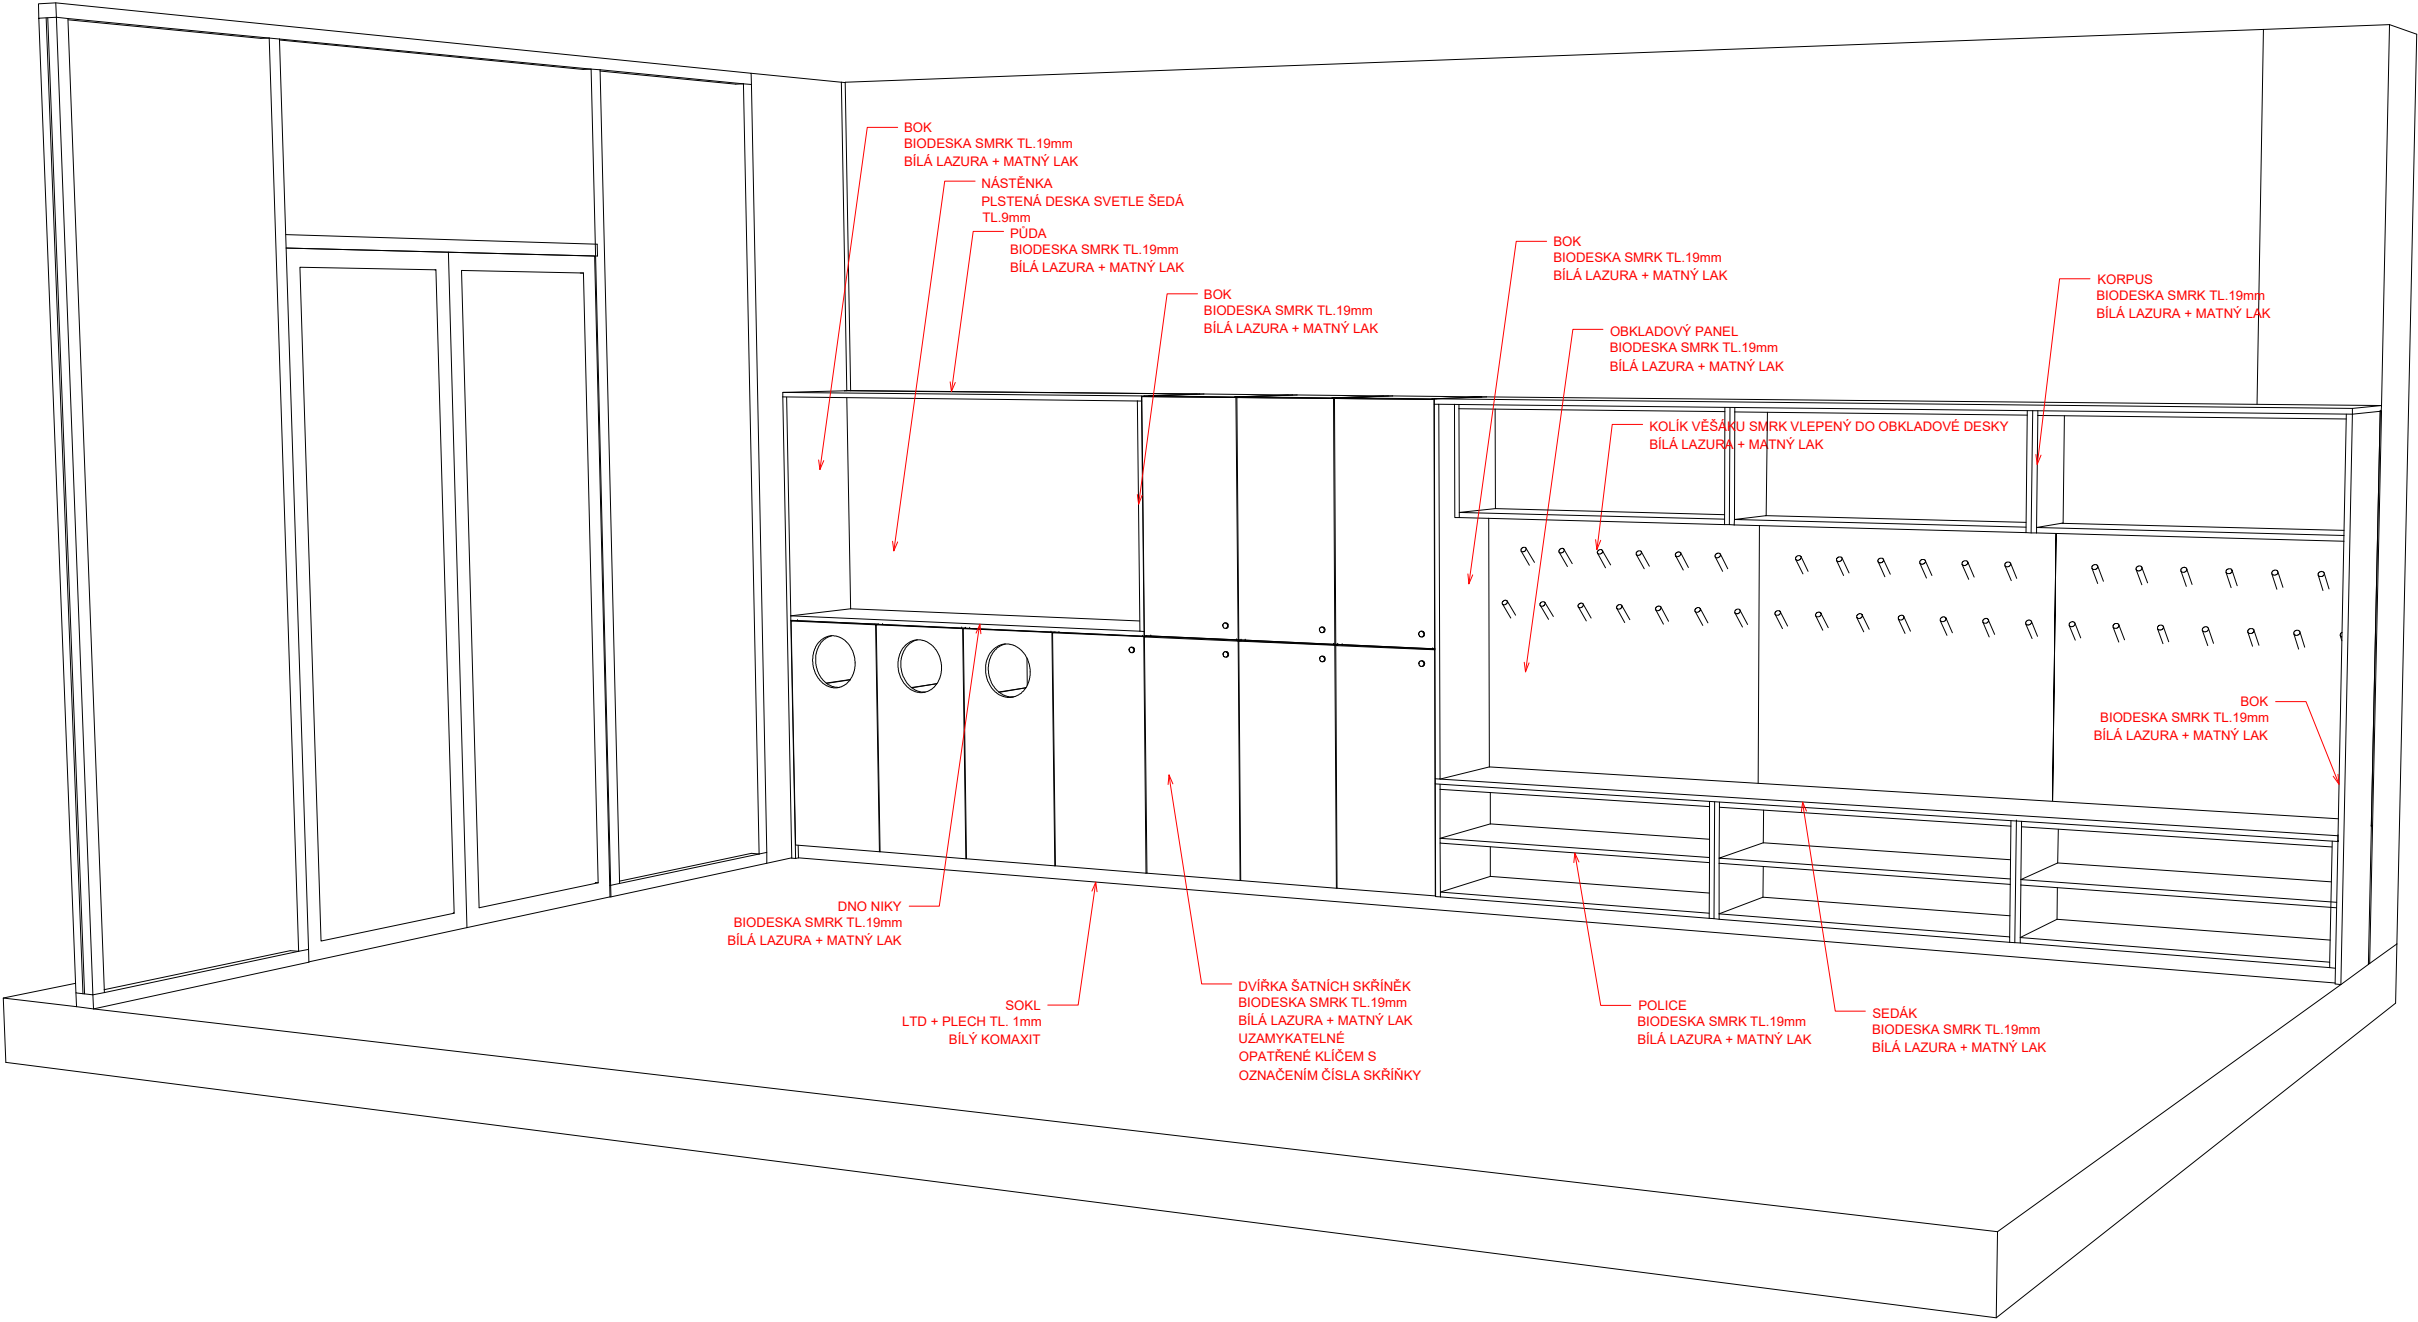 BOK
BIODESKA SMRK TL.19mm
BÍLÁ LAZURA + MATNÝ LAK
NÁSTĚNKA
PLSTENÁ DESKA SVETLE ŠEDÁ
TL.9mm
PŮDA
BIODESKA SMRK TL.19mm
BÍLÁ LAZURA + MATNÝ LAK
BOK
BIODESKA SMRK TL.19mm
BÍLÁ LAZURA + MATNÝ LAK
BOK
BIODESKA SMRK TL.19mm
BÍLÁ LAZURA + MATNÝ LAK
OBKLADOVÝ PANEL
BIODESKA SMRK TL.19mm
BÍLÁ LAZURA + MATNÝ LAK
KORPUS
BIODESKA SMRK TL.19mm
BÍLÁ LAZURA + MATNÝ LAK
KOLÍK VĚŠÁKU SMRK VLEPENÝ DO OBKLADOVÉ DESKY
BÍLÁ LAZURA + MATNÝ LAK
BOK
BIODESKA SMRK TL.19mm
BÍLÁ LAZURA + MATNÝ LAK
DNO NIKY
BIODESKA SMRK TL.19mm
BÍLÁ LAZURA + MATNÝ LAK
SOKL
LTD + PLECH TL. 1mm
BÍLÝ KOMAXIT
DVÍŘKA ŠATNÍCH SKŘÍNĚK
BIODESKA SMRK TL.19mm
BÍLÁ LAZURA + MATNÝ LAK
UZAMYKATELNÉ
OPATŘENÉ KLÍČEM S
OZNAČENÍM ČÍSLA SKŘÍŇKY
POLICE
BIODESKA SMRK TL.19mm
BÍLÁ LAZURA + MATNÝ LAK
SEDÁK
BIODESKA SMRK TL.19mm
BÍLÁ LAZURA + MATNÝ LAK